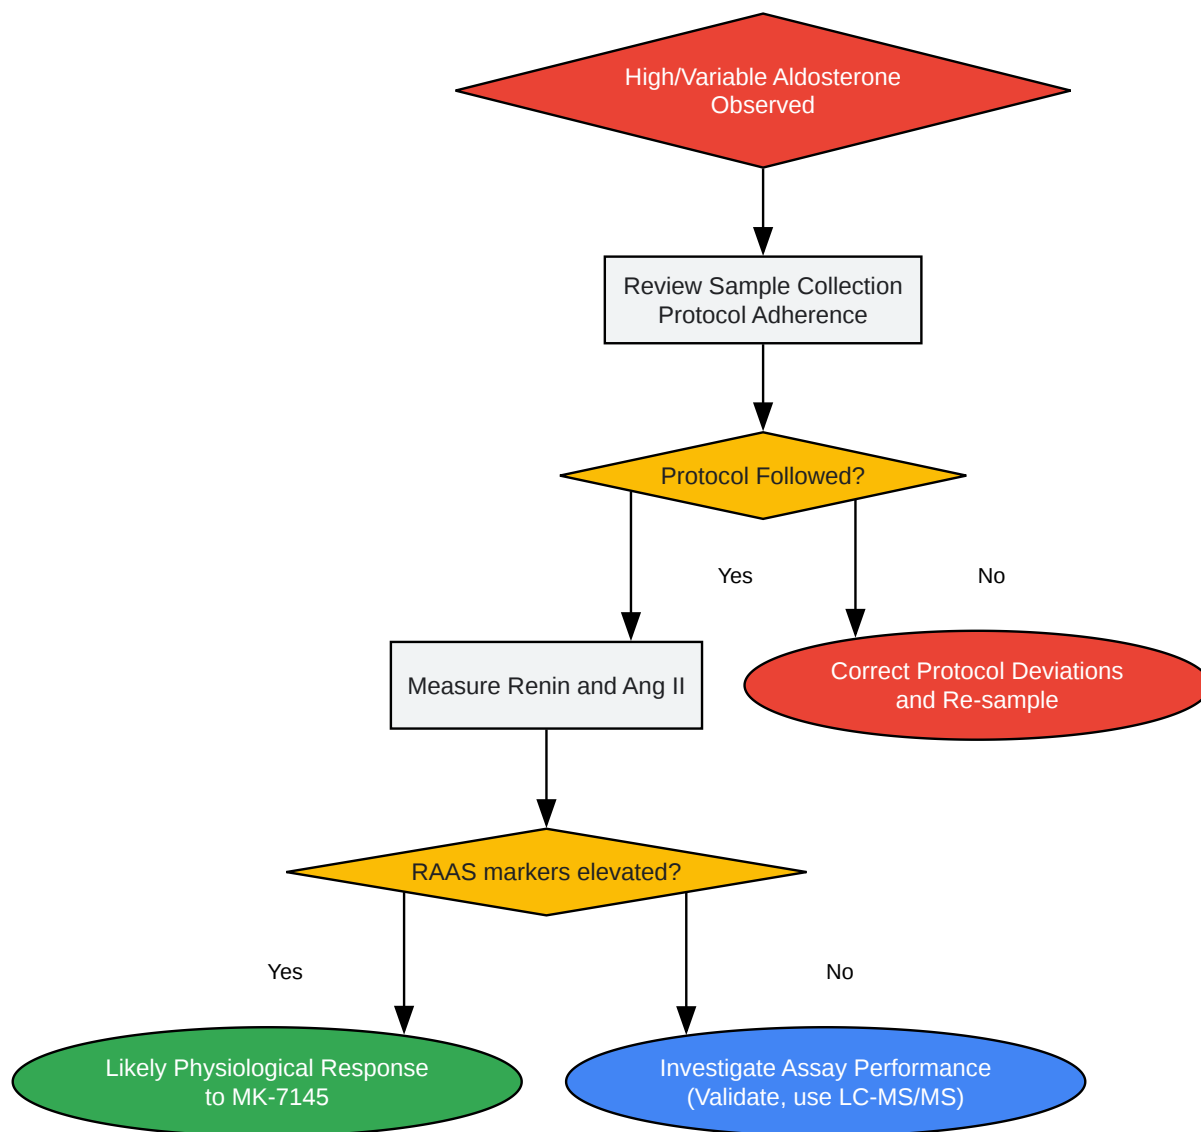 High/Variable Aldosterone
Observed
Review Sample Collection
Protocol Adherence
Protocol Followed?
Yes
No
Measure Renin and Ang II
Correct Protocol Deviations
and Re-sample
RAAS markers elevated?
Yes
No
Likely Physiological Response
to MK-7145
Investigate Assay Performance
(Validate, use LC-MS/MS)